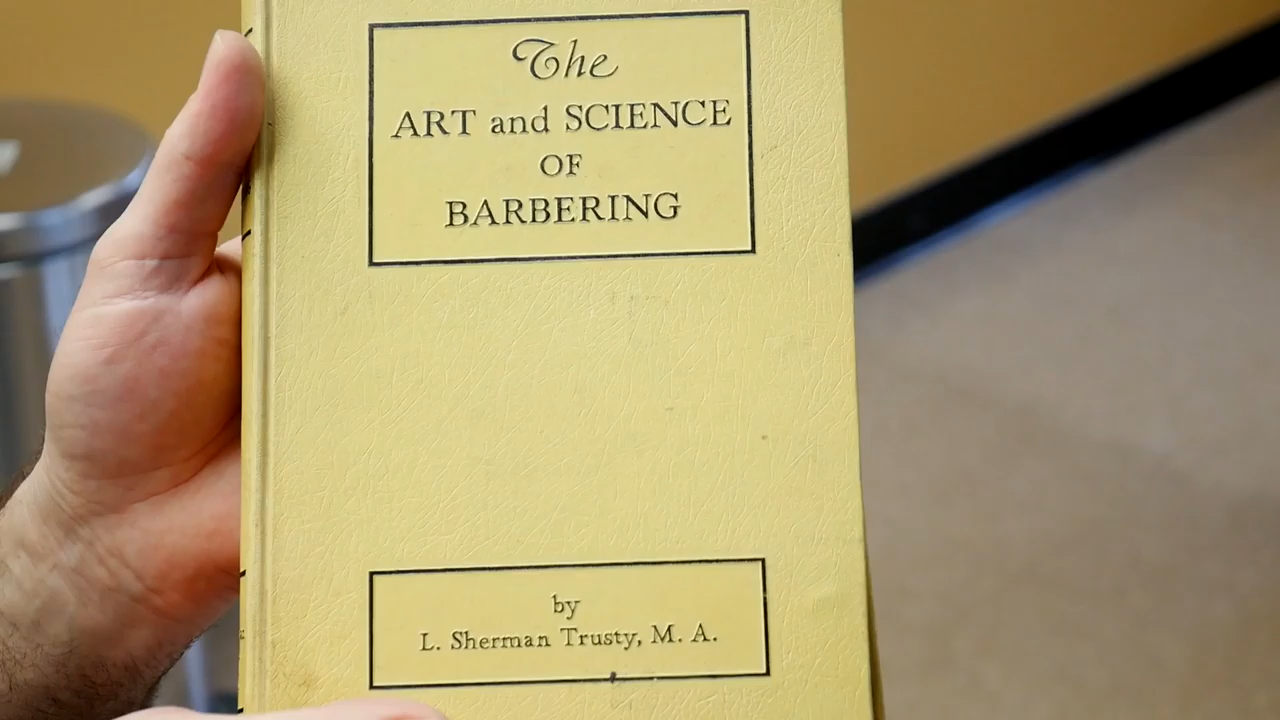 The
ART and SCIENCE
OF
BARBERING
by
L. Sherman Trusty, M. A.